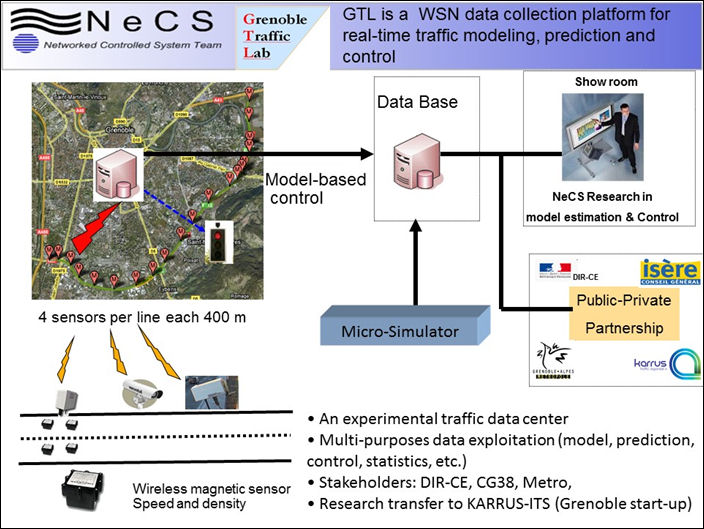 NeCS
Networked Controlled System Team
Grenoble
Traffic
Lab
GTL is a WSN data collection platform for
real-time traffic modeling, prediction and
control
Grenoble
Eybens
Data Base
Show room
Model-based
control
NeCS Research in
model estimation & Control
DIR-CE
isère
CONSEIL GÉNÉRAL
Public-Private
Partnership
GRENOBLE-ALPES
METROPOLE
karrus
4 sensors per line each 400 m
Micro-Simulator
• An experimental traffic data center
• Multi-purposes data exploitation (model, prediction,
control, statistics, etc.)
• Stakeholders: DIR-CE, CG38, Metro,
• Research transfer to KARRUS-ITS (Grenoble start-up)
Wireless magnetic sensor
Speed and density